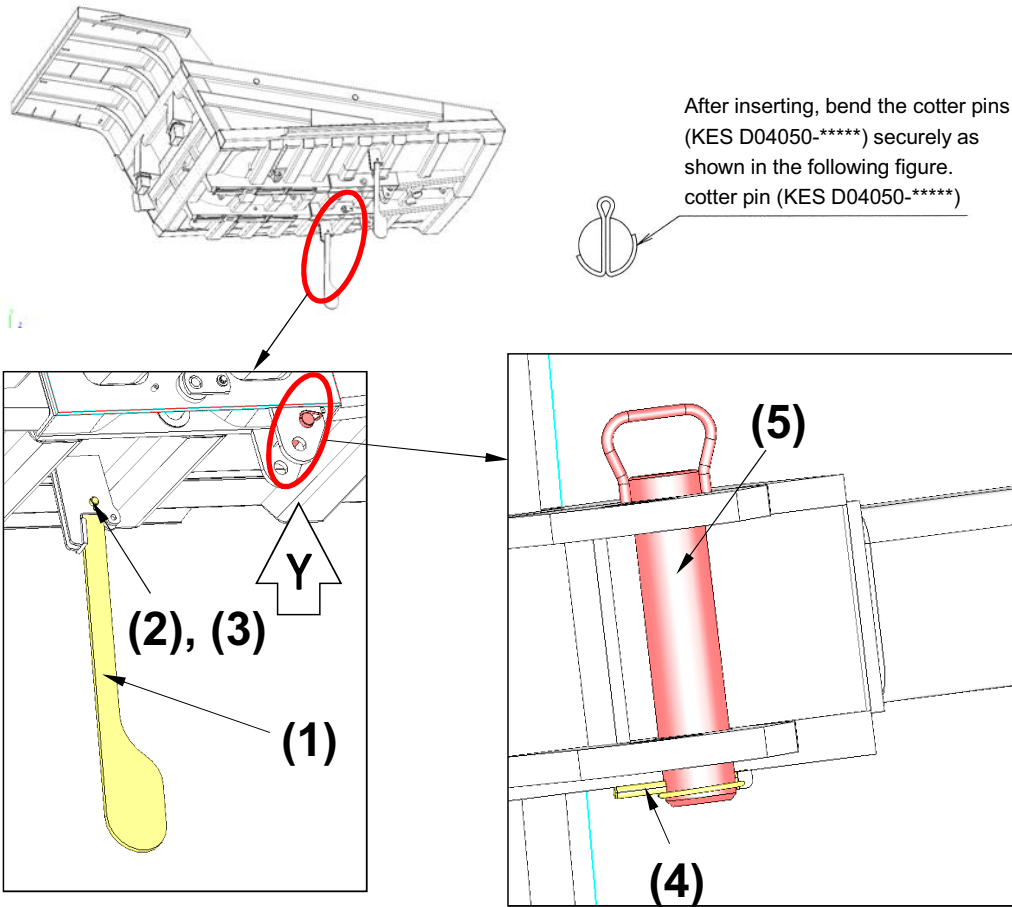 After inserting, bend the cotter pins
(KES D04050-*****) securely as
shown in the following figure.
cotter pin (KES D04050-*****)
(5)
Y
(2), (3)
(1)
(4)